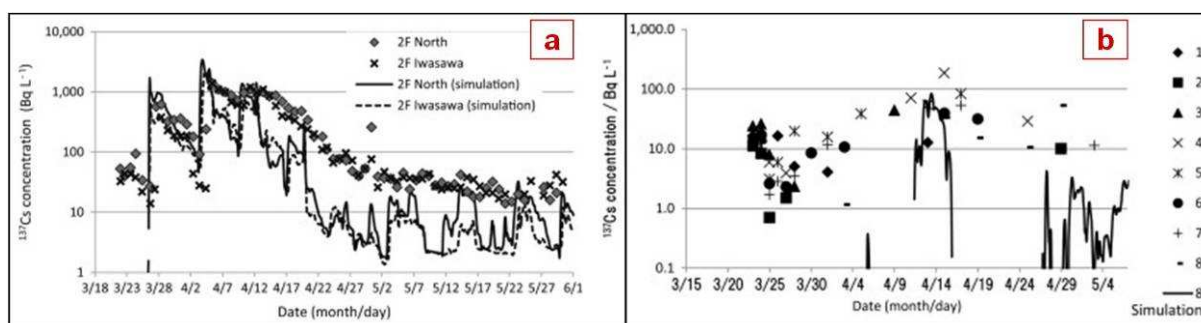 10,000
1,000
100
10
1
¹³⁷Cs concentration (Bq L⁻¹)
a
2F North
2F Iwasawa
2F North (simulation)
2F Iwasawa (simulation)
3/18 3/23 3/28 4/2 4/7 4/12 4/17 4/22 4/27 5/2 5/7 5/12 5/17 5/22 5/27 6/1
Date (month/day)
1,000.0
100.0
10.0
1.0
0.1
¹³⁷Cs concentration / Bq L⁻¹
b
1
2
3
4
5
6
7
8
8
Simulation
3/15 3/20 3/25 3/30 4/4 4/9 4/14 4/19 4/24 4/29 5/4
Date (month/day)